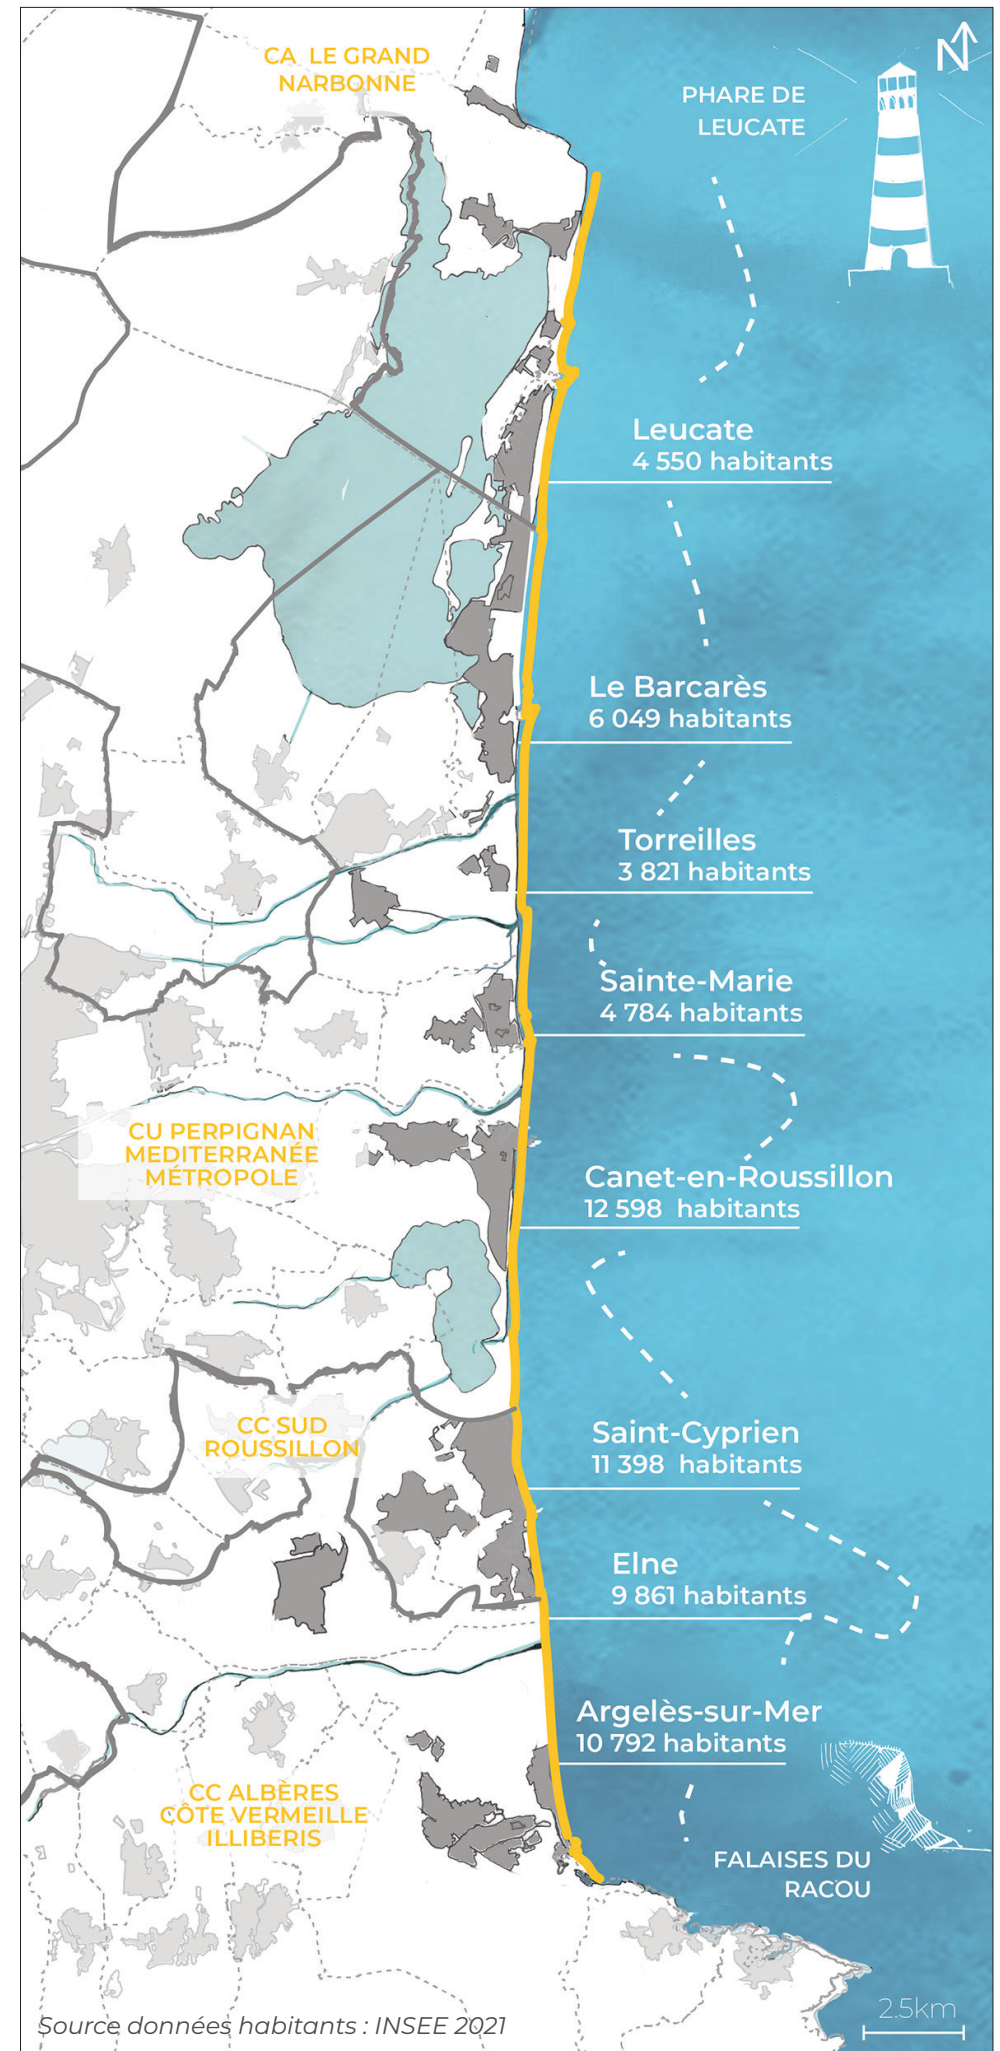 CA LE GRAND
NARBONNE
N
PHARE DE
LEUCATE
Leucate
4 550 habitants
Le Barcarès
6 049 habitants
Torreilles
3 821 habitants
Sainte-Marie
4 784 habitants
CU PERPIGNAN
MEDITERRANÉE
MÉTROPOLE
Canet-en-Roussillon
12 598 habitants
CC SUD
ROUSSILLON
Saint-Cyprien
11 398 habitants
Elne
9 861 habitants
Argelès-sur-Mer
10 792 habitants
CC ALBÈRES
CÔTE VERMEILLE
ILLIBERIS
FALAISES DU
RACOU
2.5km
Source données habitants : INSEE 2021